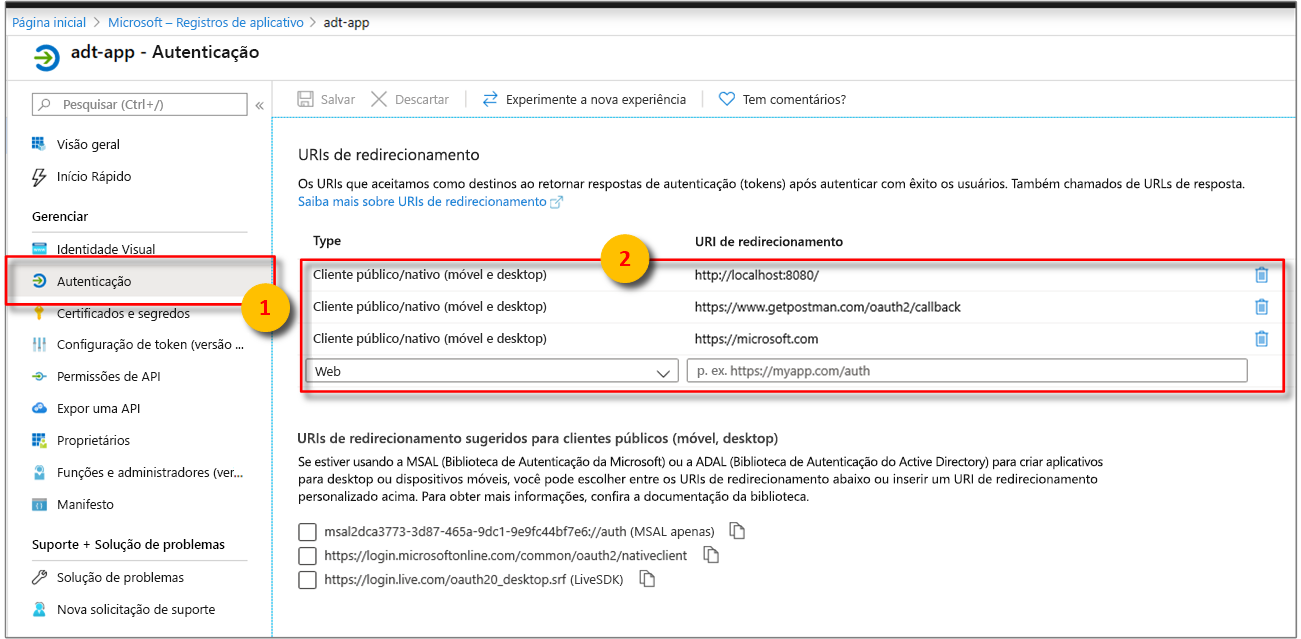 Página inicial > Microsoft – Registros de aplicativo > adt-app
adt-app - Autenticação
Pesquisar (Ctrl+/)
«
Salvar
Descartar
Experimente a nova experiência
Tem comentários?
Visão geral
Início Rápido
Gerenciar
Identidade Visual
Autenticação
1
Certificados e segredos
Configuração de token (versão ...
Permissões de API
Expor uma API
Proprietários
Funções e administradores (ver...
Manifesto
Suporte + Solução de problemas
Solução de problemas
Nova solicitação de suporte
URIs de redirecionamento
Os URIs que aceitamos como destinos ao retornar respostas de autenticação (tokens) após autenticar com êxito os usuários. Também chamados de URLs de resposta.
Saiba mais sobre URIs de redirecionamento
Type URI de redirecionamento
2
Cliente público/nativo (móvel e desktop) http://localhost:8080/
Cliente público/nativo (móvel e desktop) https://www.getpostman.com/oauth2/callback
Cliente público/nativo (móvel e desktop) https://microsoft.com
Web p. ex. https://myapp.com/auth
URIs de redirecionamento sugeridos para clientes públicos (móvel, desktop)
Se estiver usando a MSAL (Biblioteca de Autenticação da Microsoft) ou a ADAL (Biblioteca de Autenticação do Active Directory) para criar aplicativos
para desktop ou dispositivos móveis, você pode escolher entre os URIs de redirecionamento abaixo ou inserir um URI de redirecionamento
personalizado acima. Para obter mais informações, confira a documentação da biblioteca.
msal2dca3773-3d87-465a-9dc1-9e9fc44bf7e6://auth (MSAL apenas)
https://login.microsoftonline.com/common/oauth2/nativeclient
https://login.live.com/oauth20_desktop.srf (LiveSDK)